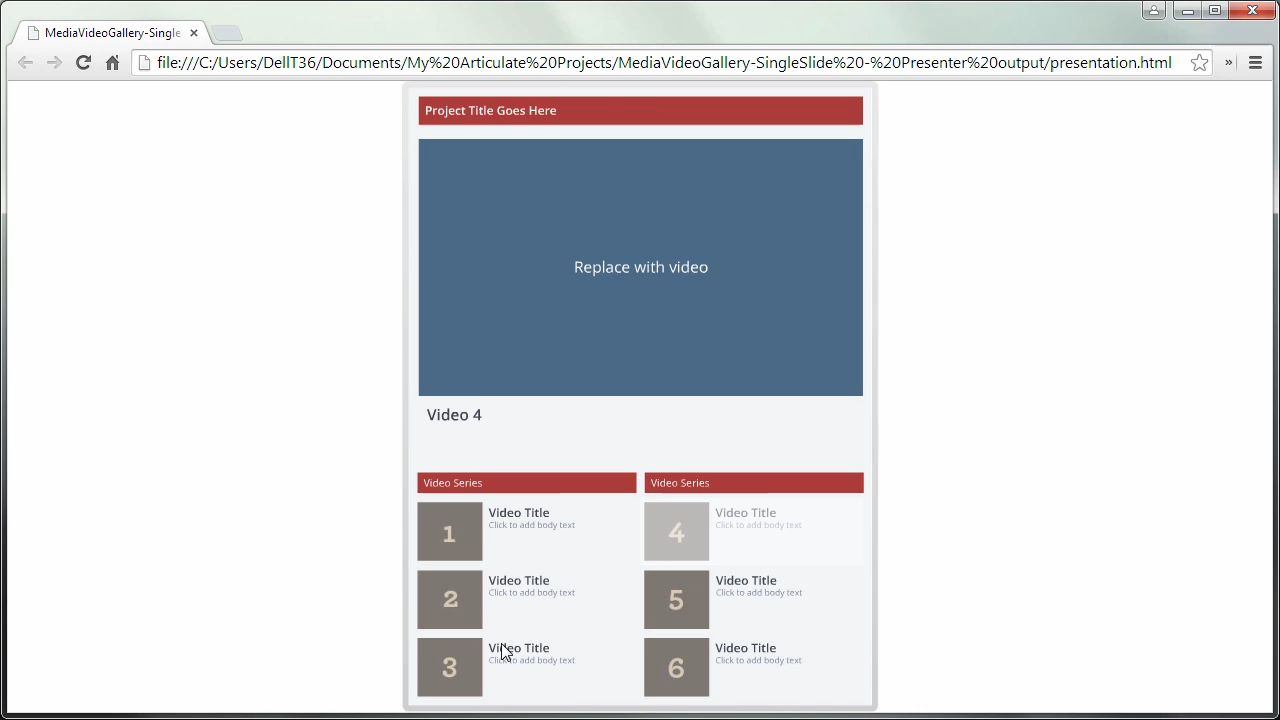 MediaVideoGallery-Single
file:///C:/Users/DellT36/Documents/My%20Articulate%20Projects/MediaVideoGallery-SingleSlide%20-%20Presenter%20output/presentation.html
Project Title Goes Here
Replace with video
Video 4
Video Series
1
Video Title
Click to add body text
2
Video Title
Click to add body text
3
Video Title
Click to add body text
Video Series
4
Video Title
Click to add body text
5
Video Title
Click to add body text
6
Video Title
Click to add body text